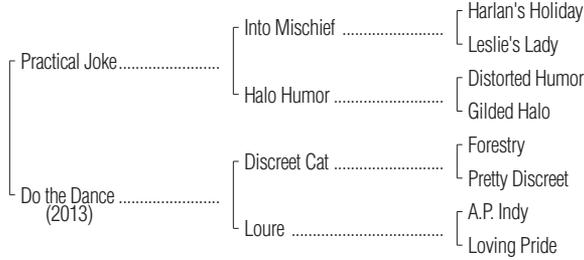 Harlan's Holiday
Into Mischief ........................
Leslie's Lady
Practical Joke........................
Distorted Humor
Halo Humor ..........................
Gilded Halo
Forestry
Discreet Cat ..........................
Pretty Discreet
Do the Dance ........................
(2013)
A.P. Indy
Loure ....................................
Loving Pride